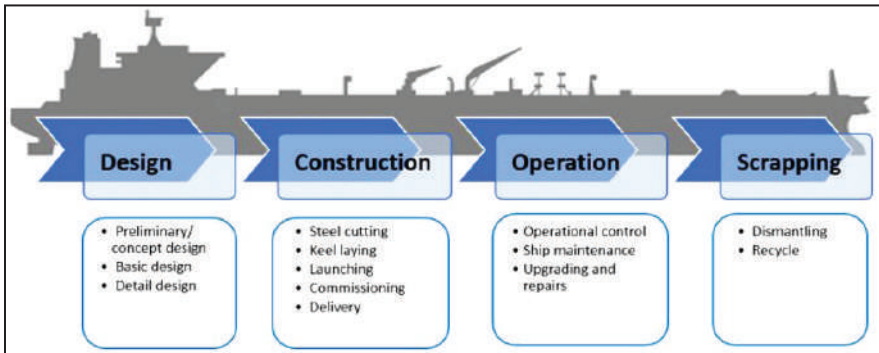 Design
Construction
Operation
Scrapping
• Preliminary/
concept design
• Basic design
• Detail design
• Steel cutting
• Keel laying
• Launching
• Commissioning
• Delivery
• Operational control
• Ship maintenance
• Upgrading and
repairs
• Dismantling
• Recycle